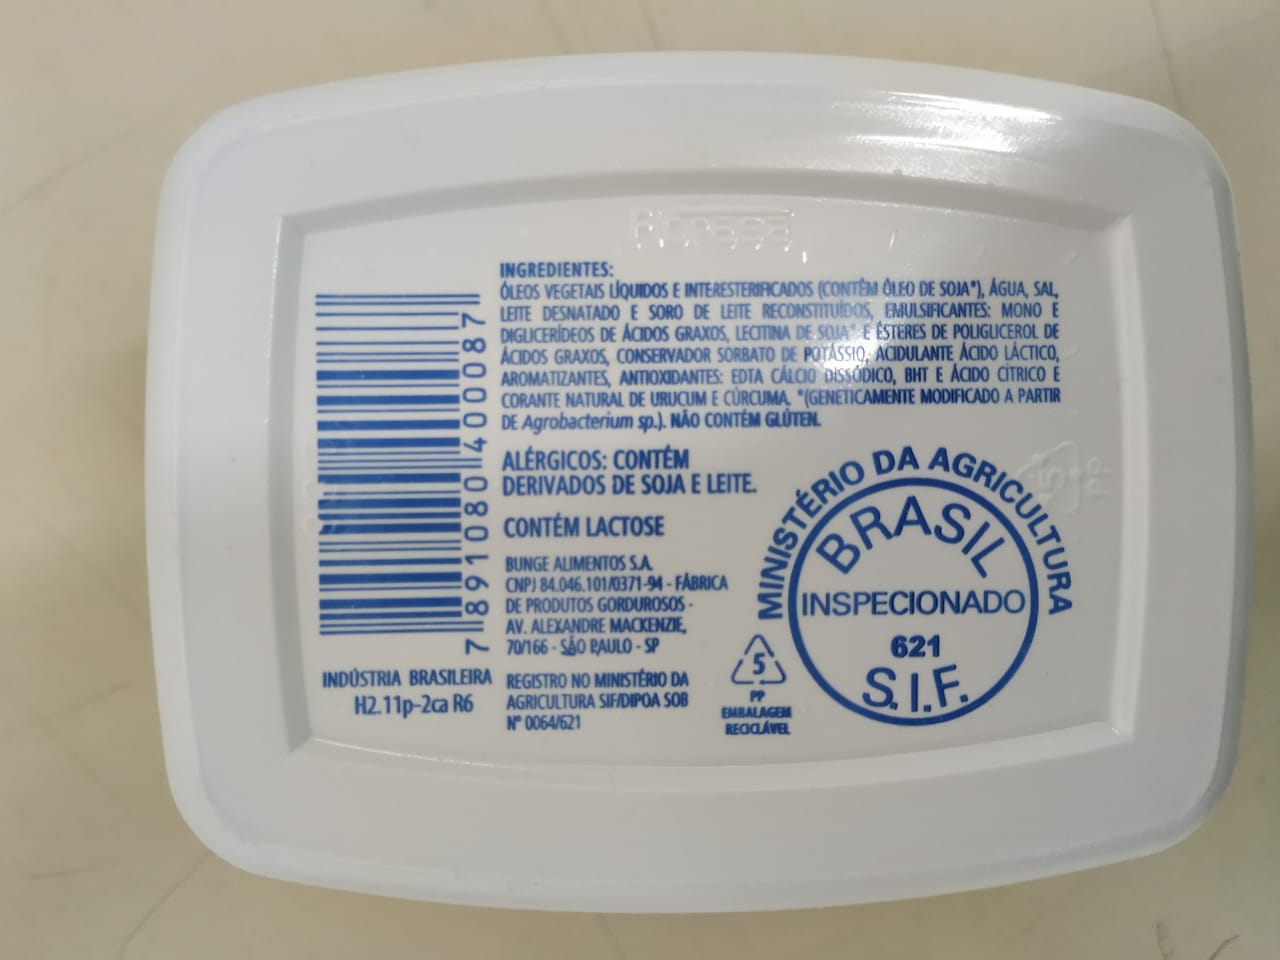 INGREDIENTES:
ÓLEOS VEGETAIS LÍQUIDOS E INTERESTERIFICADOS (CONTÉM ÓLEO DE SOJA*), ÁGUA, SAL,
LEITE DESNATADO E SORO DE LEITE RECONSTITUÍDOS, EMULSIFICANTES: MONO E
DIGLICERÍDEOS DE ÁCIDOS GRAXOS, LECITINA DE SOJA* E ÉSTERES DE POLIGLICEROL DE
ÁCIDOS GRAXOS, CONSERVADOR SORBATO DE POTÁSSIO, ACIDULANTE ÁCIDO LÁCTICO,
AROMATIZANTES, ANTIOXIDANTES: EDTA CÁLCIO DISSÓDICO, BHT E ÁCIDO CÍTRICO E
CORANTE NATURAL DE URUCUM E CÚRCUMA. *(GENETICAMENTE MODIFICADO A PARTIR
DE Agrobacterium sp.). NÃO CONTÉM GLÚTEN.
ALÉRGICOS: CONTÉM
DERIVADOS DE SOJA E LEITE.
CONTÉM LACTOSE
BUNGE ALIMENTOS S.A.
CNPJ 84.046.101/0371-94 - FÁBRICA
DE PRODUTOS GORDUROSOS -
AV. ALEXANDRE MACKENZIE,
70/166 - SÃO PAULO - SP
REGISTRO NO MINISTÉRIO DA
AGRICULTURA SIF/DIPOA SOB
Nº 0064/621
7 891080 400087
INDÚSTRIA BRASILEIRA
H2.11p-2ca R6
5
PP
EMBALAGEM
RECICLÁVEL
MINISTÉRIO DA AGRICULTURA
BRASIL
INSPECIONADO
621
S.I.F.